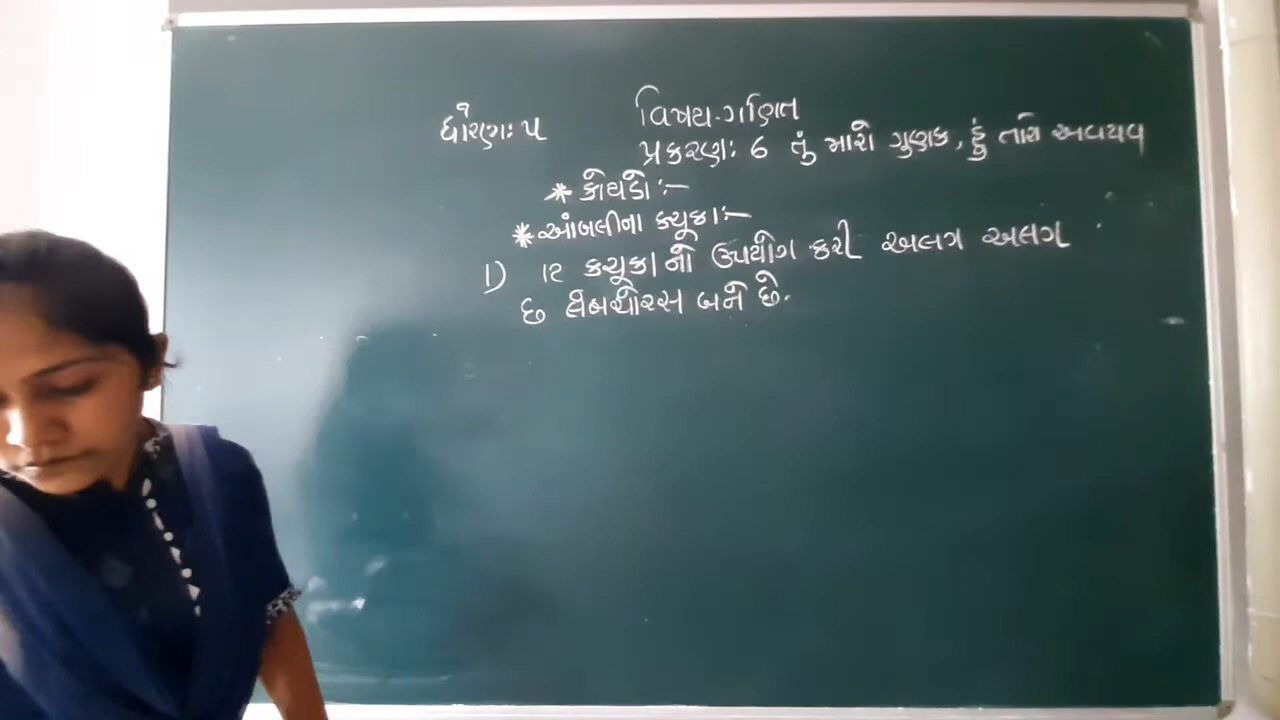 ધોરણઃ ૫
વિષય-ગણિત
પ્રકરણઃ 6 તું મારો ગુણક, હું તારો અવયવ
* કોયડો :-
* આંબલીના કચૂકા :-
1) ૧૨ કચૂકાનો ઉપયોગ કરી અલગ અલગ
છ લંબચોરસ બને છે.